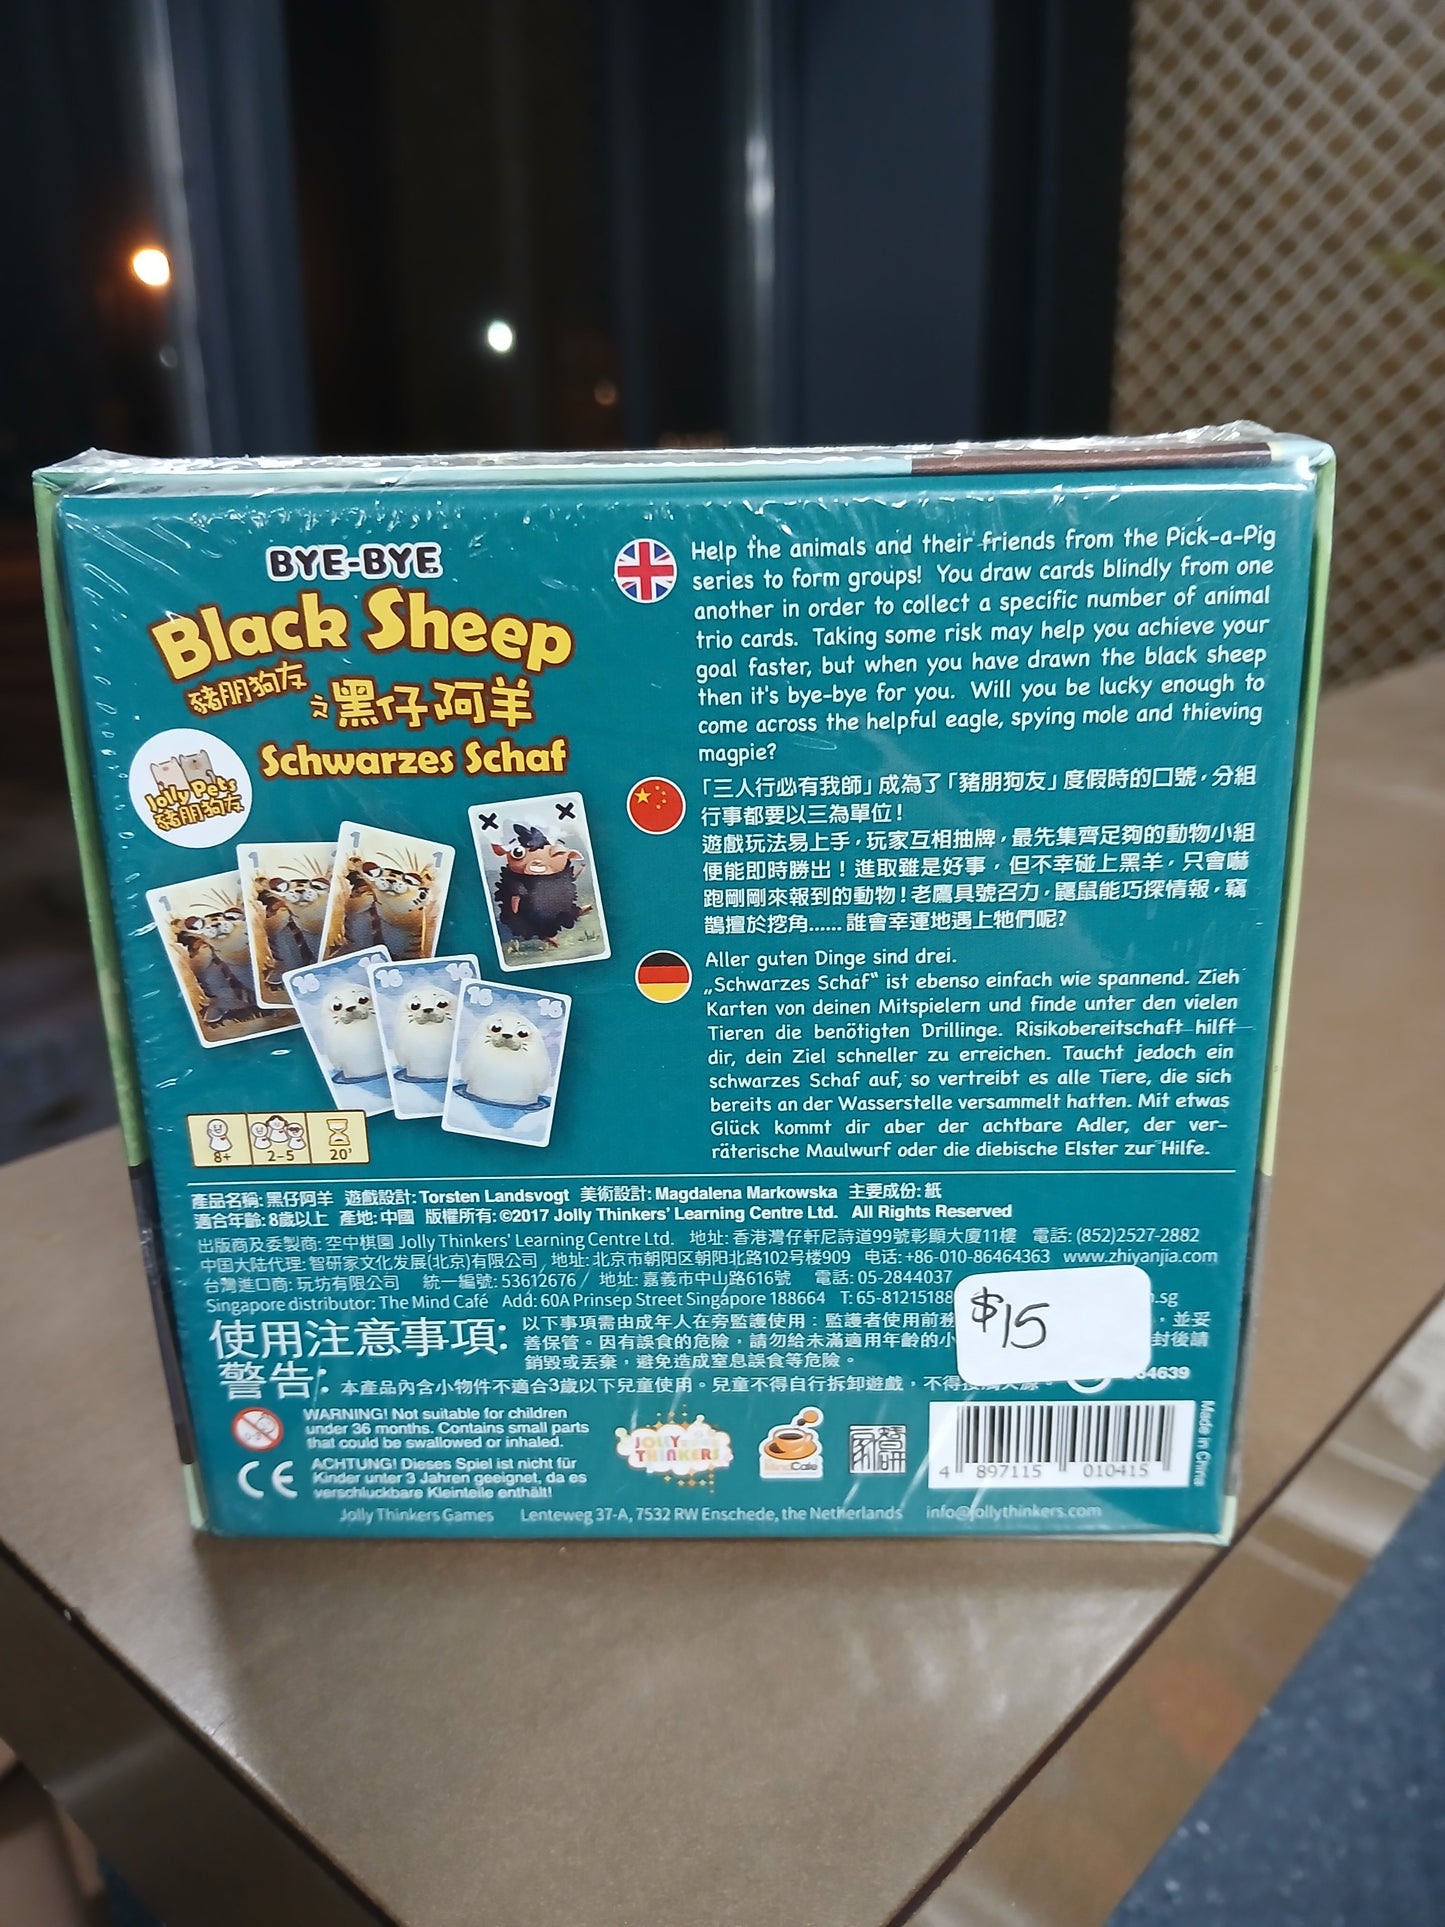 BYE-BYE
Black Sheep
豬朋狗友
之黑仔阿羊
Schwarzes Schaf
Jolly Pets
豬朋狗友
1
1
1
1
16
16
16
16
16
8+
2-5
20'
Help the animals and their friends from the Pick-a-Pig
series to form groups! You draw cards blindly from one
another in order to collect a specific number of animal
trio cards. Taking some risk may help you achieve your
goal faster, but when you have drawn the black sheep
then it's bye-bye for you. Will you be lucky enough to
come across the helpful eagle, spying mole and thieving
magpie?
「三人行必有我師」成為了「豬朋狗友」度假時的口號，分組
行事都要以三為單位！
遊戲玩法易上手，玩家互相抽牌，最先集齊足夠的動物小組
便能即時勝出！進取雖是好事，但不幸碰上黑羊，只會嚇
跑剛剛來報到的動物！老鷹具號召力，鼴鼠能巧探情報，竊
鵲擅於挖角...... 誰會幸運地遇上牠們呢?
Aller guten Dinge sind drei.
„Schwarzes Schaf“ ist ebenso einfach wie spannend. Zieh
Karten von deinen Mitspielern und finde unter den vielen
Tieren die benötigten Drillinge. Risikobereitschaft hilft
dir, dein Ziel schneller zu erreichen. Taucht jedoch ein
schwarzes Schaf auf, so vertreibt es alle Tiere, die sich
bereits an der Wasserstelle versammelt hatten. Mit etwas
Glück kommt dir aber der achtbare Adler, der ver-
räterische Maulwurf oder die diebische Elster zur Hilfe.
產品名稱: 黑仔阿羊 遊戲設計: Torsten Landsvogt 美術設計: Magdalena Markowska 主要成份: 紙
適合年齡: 8歲以上 產地: 中國 版權所有: ©2017 Jolly Thinkers' Learning Centre Ltd. All Rights Reserved
出版商及委製商: 空中棋園 Jolly Thinkers' Learning Centre Ltd. 地址: 香港灣仔軒尼詩道99號彰顯大廈11樓 電話: (852)2527-2882
中国大陆代理: 智研家文化发展(北京)有限公司 地址: 北京市朝阳区朝阳北路102号楼909 电话: +86-010-86464363 www.zhiyanjia.com
台灣進口商: 玩坊有限公司 統一編號: 53612676 / 地址: 嘉義市中山路616號 電話: 05-2844037
Singapore distributor: The Mind Café Add: 60A Prinsep Street Singapore 188664 T: 65-81215188 .sg
$15
使用注意事項: 以下事項需由成年人在旁監護使用：監護者使用前務 ，並妥
善保管。因有誤食的危險，請勿給未滿適用年齡的小 封後請
銷毀或丟棄，避免造成窒息誤食等危險。
警告: 本產品內含小物件不適合3歲以下兒童使用。兒童不得自行拆卸遊戲，不得
64639
0-3
WARNING! Not suitable for children
under 36 months. Contains small parts
that could be swallowed or inhaled.
CE
ACHTUNG! Dieses Spiel ist nicht für
Kinder unter 3 Jahren geeignet, da es
verschluckbare Kleinteile enthält!
JOLLY
THINKERS
MindCafe
智研家
4 897115 010415
Made in China
Jolly Thinkers Games Lenteweg 37-A, 7532 RW Enschede, the Netherlands info@jollythinkers.com